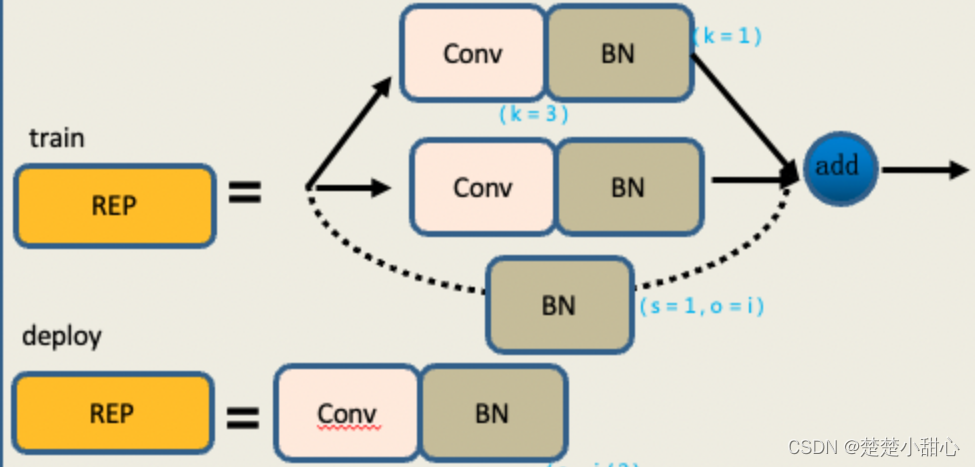 Conv BN (k=1)
(k=3)
train
REP = Conv BN add
BN (s=1,o=i)
deploy
REP = Conv BN
CSDN @楚楚小甜心